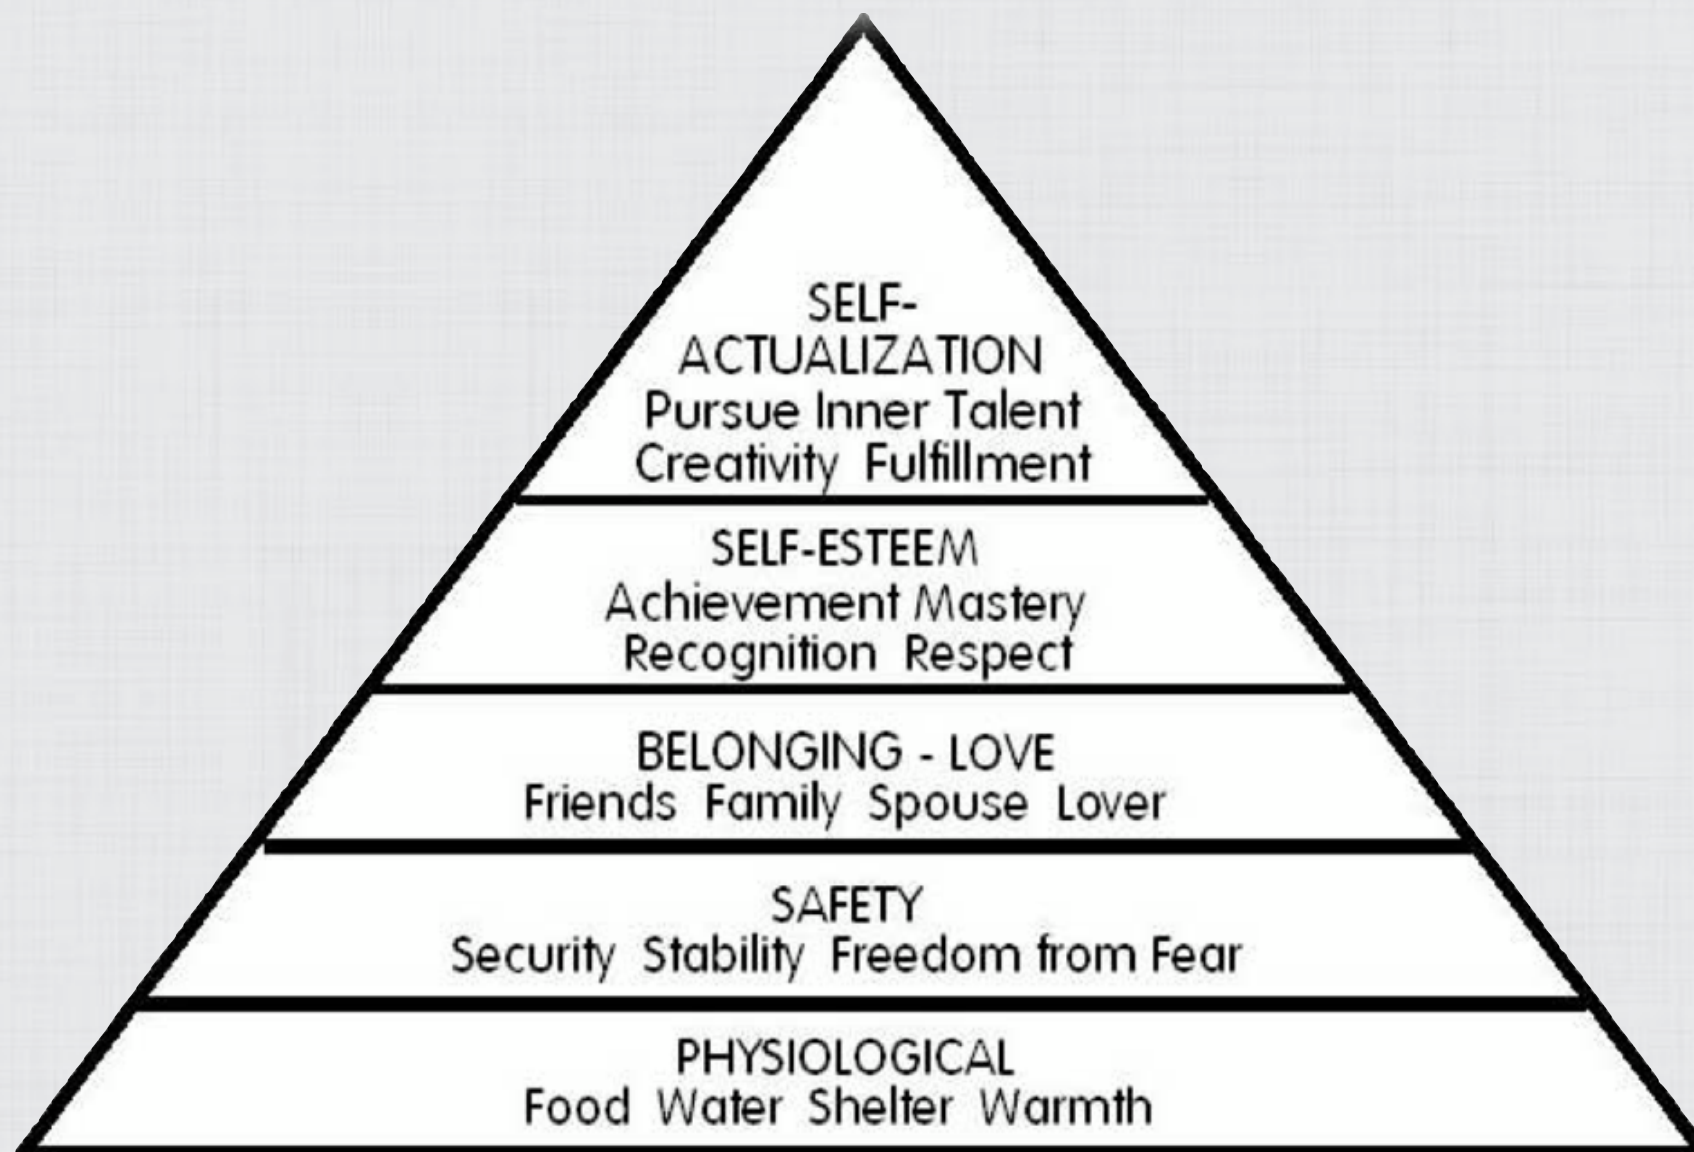 SELF-
ACTUALIZATION
Pursue Inner Talent
Creativity Fulfillment
SELF-ESTEEM
Achievement Mastery
Recognition Respect
BELONGING - LOVE
Friends Family Spouse Lover
SAFETY
Security Stability Freedom from Fear
PHYSIOLOGICAL
Food Water Shelter Warmth